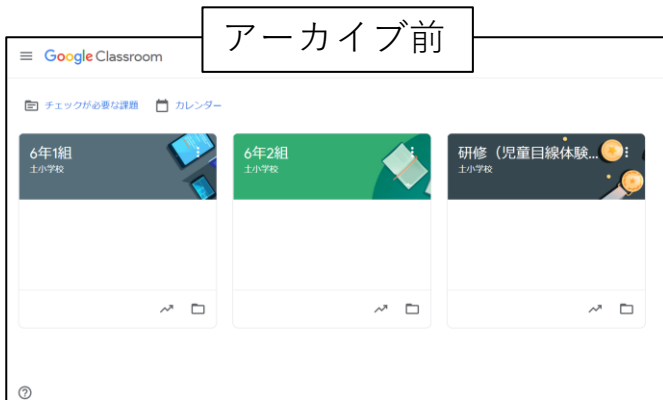 アーカイブ前
Google Classroom
チェックが必要な課題 カレンダー
6年1組
土小学校
6年2組
土小学校
研修（児童目線体験...
土小学校